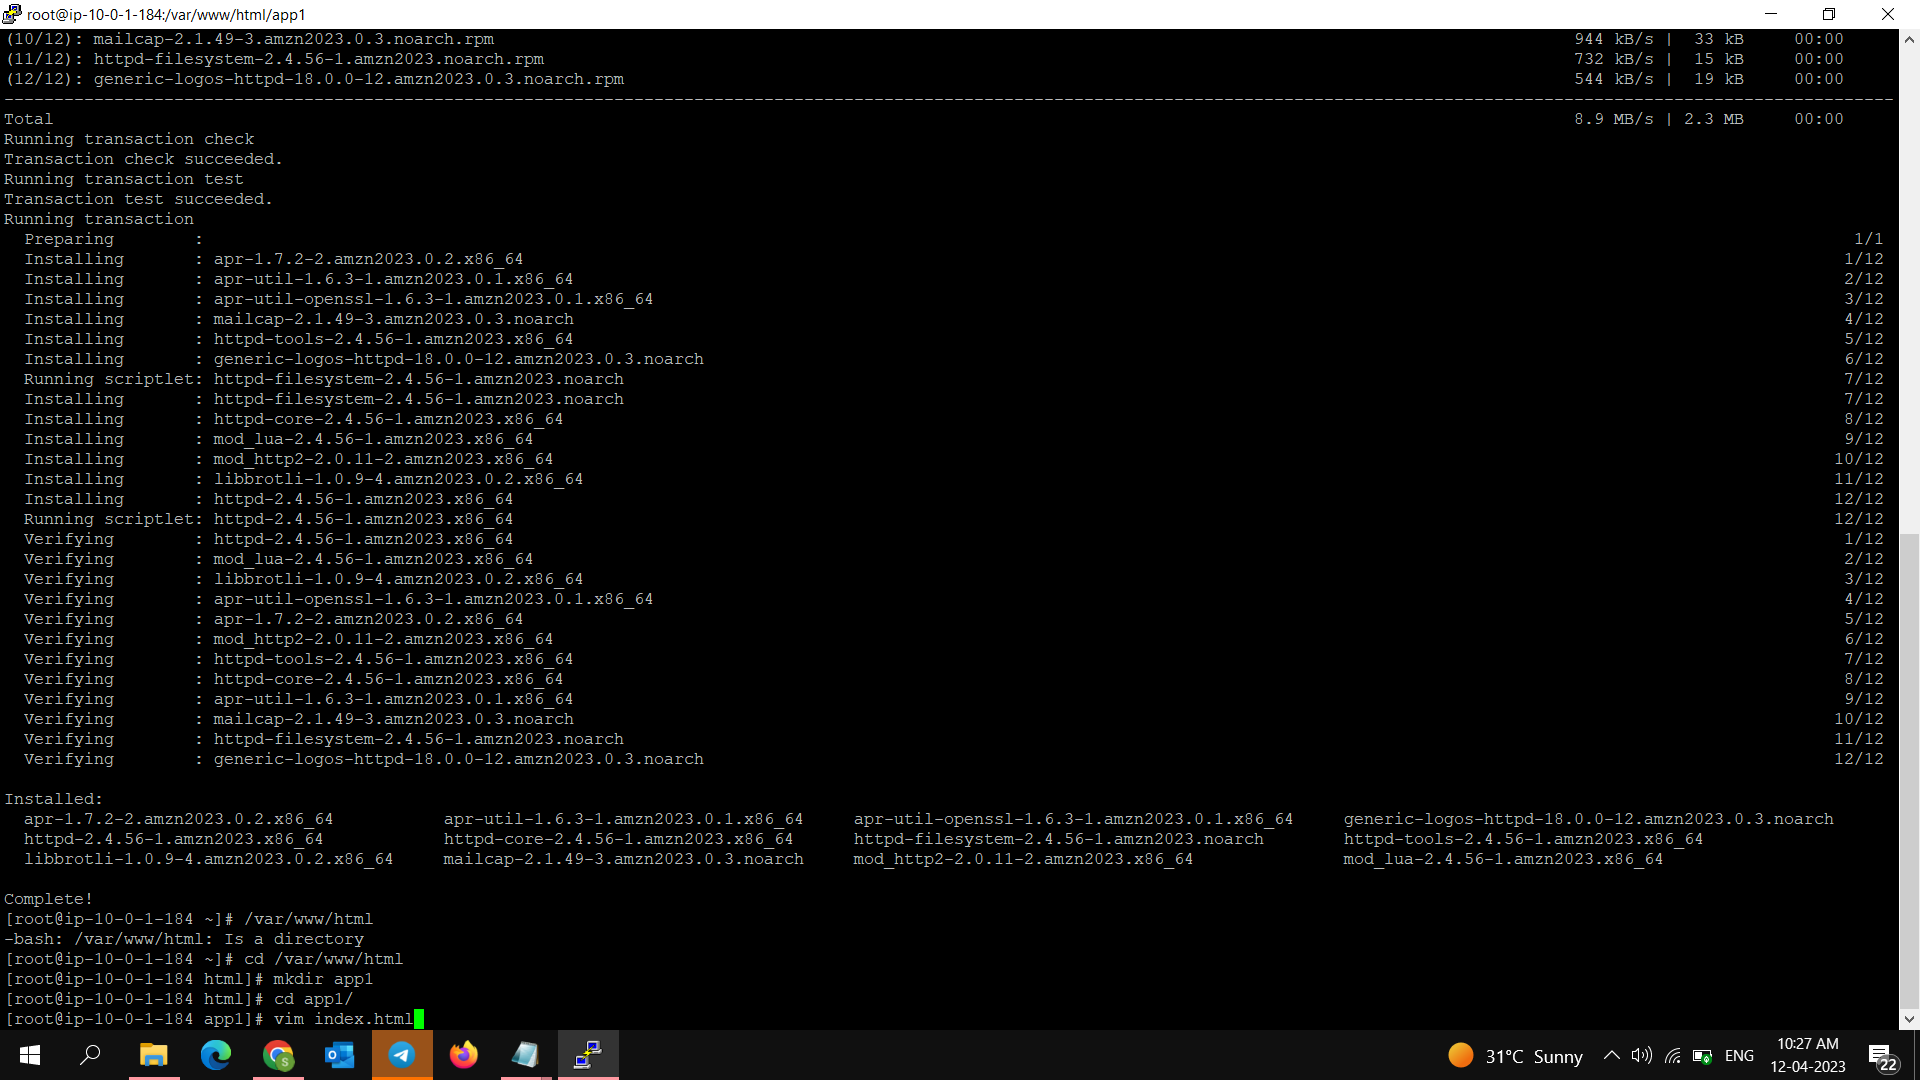 root@ip-10-0-1-184:/var/www/html/app1
(10/12): mailcap-2.1.49-3.amzn2023.0.3.noarch.rpm 944 kB/s | 33 kB 00:00
(11/12): httpd-filesystem-2.4.56-1.amzn2023.noarch.rpm 732 kB/s | 15 kB 00:00
(12/12): generic-logos-httpd-18.0.0-12.amzn2023.0.3.noarch.rpm 544 kB/s | 19 kB 00:00
--------------------------------------------------------------------------------
Total 8.9 MB/s | 2.3 MB 00:00
Running transaction check
Transaction check succeeded.
Running transaction test
Transaction test succeeded.
Running transaction
Preparing : 1/1
Installing : apr-1.7.2-2.amzn2023.0.2.x86_64 1/12
Installing : apr-util-1.6.3-1.amzn2023.0.1.x86_64 2/12
Installing : apr-util-openssl-1.6.3-1.amzn2023.0.1.x86_64 3/12
Installing : mailcap-2.1.49-3.amzn2023.0.3.noarch 4/12
Installing : httpd-tools-2.4.56-1.amzn2023.x86_64 5/12
Installing : generic-logos-httpd-18.0.0-12.amzn2023.0.3.noarch 6/12
Running scriptlet: httpd-filesystem-2.4.56-1.amzn2023.noarch 7/12
Installing : httpd-filesystem-2.4.56-1.amzn2023.noarch 7/12
Installing : httpd-core-2.4.56-1.amzn2023.x86_64 8/12
Installing : mod_lua-2.4.56-1.amzn2023.x86_64 9/12
Installing : mod_http2-2.0.11-2.amzn2023.x86_64 10/12
Installing : libbrotli-1.0.9-4.amzn2023.0.2.x86_64 11/12
Installing : httpd-2.4.56-1.amzn2023.x86_64 12/12
Running scriptlet: httpd-2.4.56-1.amzn2023.x86_64 12/12
Verifying : httpd-2.4.56-1.amzn2023.x86_64 1/12
Verifying : mod_lua-2.4.56-1.amzn2023.x86_64 2/12
Verifying : libbrotli-1.0.9-4.amzn2023.0.2.x86_64 3/12
Verifying : apr-util-openssl-1.6.3-1.amzn2023.0.1.x86_64 4/12
Verifying : apr-1.7.2-2.amzn2023.0.2.x86_64 5/12
Verifying : mod_http2-2.0.11-2.amzn2023.x86_64 6/12
Verifying : httpd-tools-2.4.56-1.amzn2023.x86_64 7/12
Verifying : httpd-core-2.4.56-1.amzn2023.x86_64 8/12
Verifying : apr-util-1.6.3-1.amzn2023.0.1.x86_64 9/12
Verifying : mailcap-2.1.49-3.amzn2023.0.3.noarch 10/12
Verifying : httpd-filesystem-2.4.56-1.amzn2023.noarch 11/12
Verifying : generic-logos-httpd-18.0.0-12.amzn2023.0.3.noarch 12/12
Installed:
apr-1.7.2-2.amzn2023.0.2.x86_64 apr-util-1.6.3-1.amzn2023.0.1.x86_64 apr-util-openssl-1.6.3-1.amzn2023.0.1.x86_64 generic-logos-httpd-18.0.0-12.amzn2023.0.3.noarch
httpd-2.4.56-1.amzn2023.x86_64 httpd-core-2.4.56-1.amzn2023.x86_64 httpd-filesystem-2.4.56-1.amzn2023.noarch httpd-tools-2.4.56-1.amzn2023.x86_64
libbrotli-1.0.9-4.amzn2023.0.2.x86_64 mailcap-2.1.49-3.amzn2023.0.3.noarch mod_http2-2.0.11-2.amzn2023.x86_64 mod_lua-2.4.56-1.amzn2023.x86_64
Complete!
[root@ip-10-0-1-184 ~]# /var/www/html
-bash: /var/www/html: Is a directory
[root@ip-10-0-1-184 ~]# cd /var/www/html
[root@ip-10-0-1-184 html]# mkdir app1
[root@ip-10-0-1-184 html]# cd app1/
[root@ip-10-0-1-184 app1]# vim index.html
31°C Sunny ENG 10:27 AM
12-04-2023 22